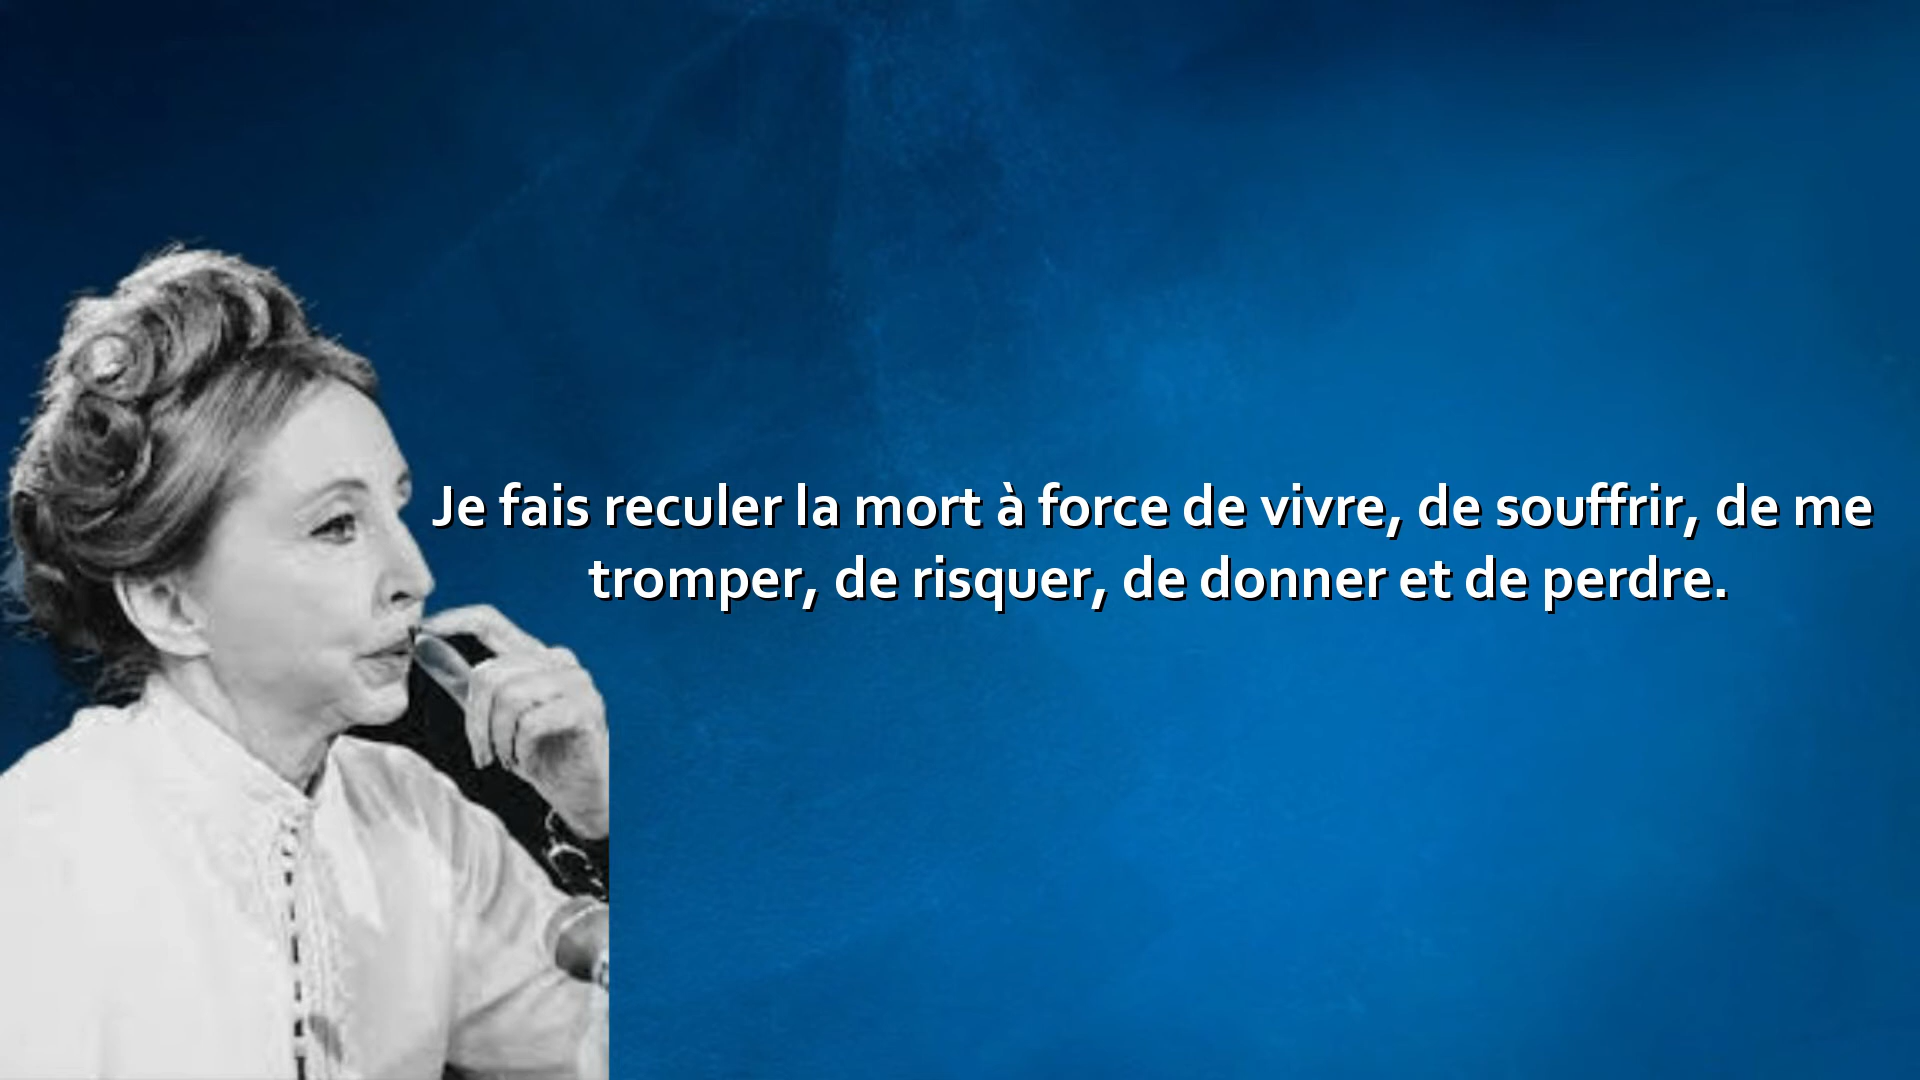 Je fais reculer la mort à force de vivre, de souffrir, de me
tromper, de risquer, de donner et de perdre.